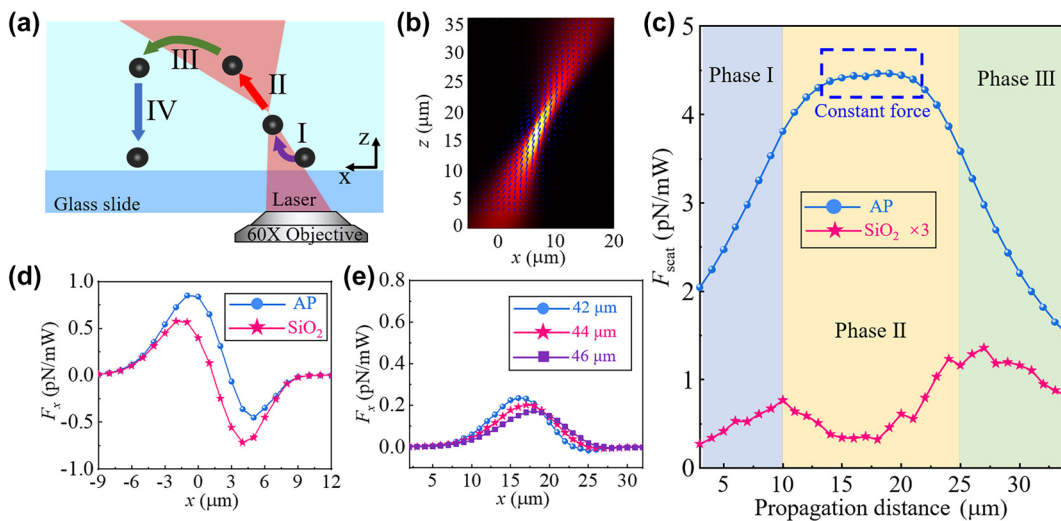 (a)
III
II
IV
I
z
x
Glass slide
Laser
60X Objective
(b)
z (μm)
35
30
25
20
15
10
5
0
0 5 10 20
x (μm)
(c)
F_scat (pN/mW)
5
4
3
2
1
0
Phase I
Phase III
Constant force
AP
SiO₂ ×3
Phase II
5 10 15 20 25 30
Propagation distance (μm)
(d)
F_x (pN/mW)
1.0
0.5
0.0
-0.5
-1.0
AP
SiO₂
-9 -6 -3 0 3 6 9 12
x (μm)
(e)
F_x (pN/mW)
0.8
0.6
0.4
0.2
0.0
42 μm
44 μm
46 μm
5 10 15 20 25 30
x (μm)